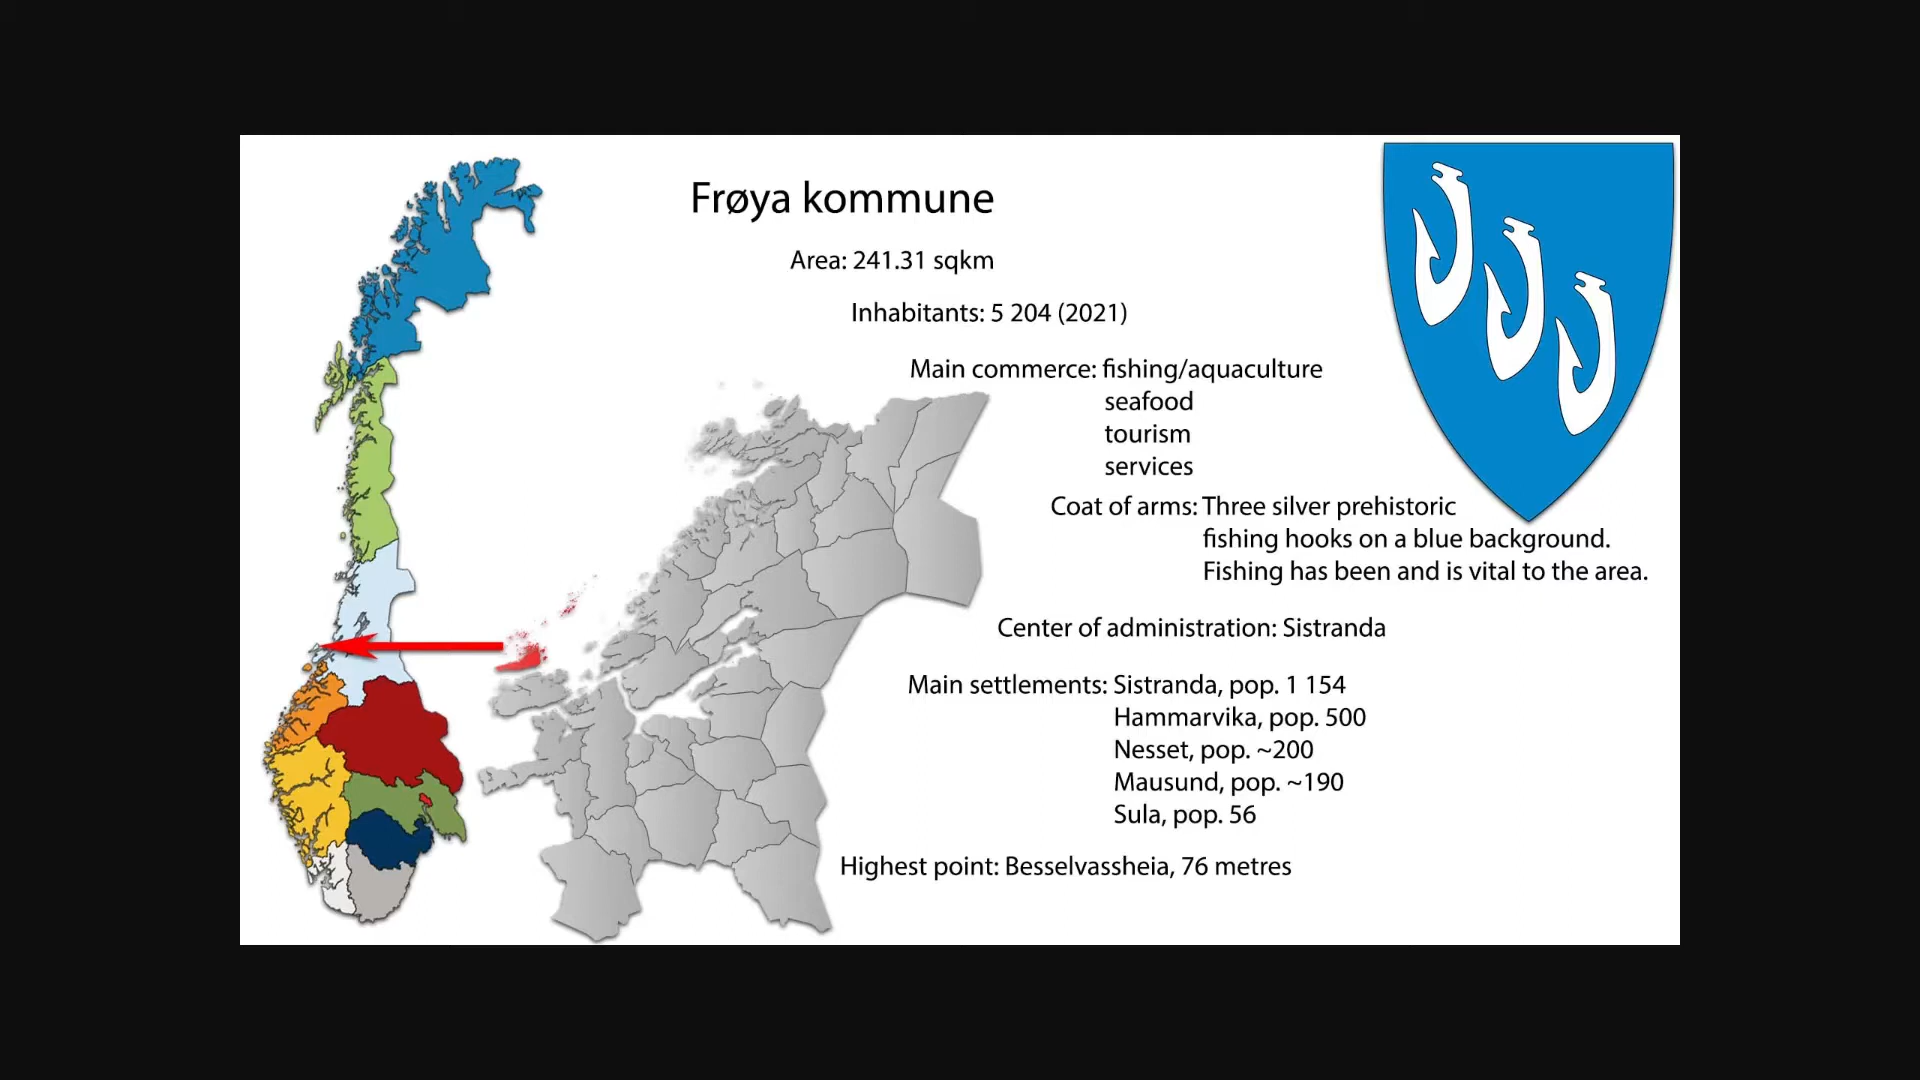 Frøya kommune
Area: 241.31 sqkm
Inhabitants: 5 204 (2021)
Main commerce: fishing/aquaculture
seafood
tourism
services
Coat of arms: Three silver prehistoric
fishing hooks on a blue background.
Fishing has been and is vital to the area.
Center of administration: Sistranda
Main settlements: Sistranda, pop. 1 154
Hammarvika, pop. 500
Nesset, pop. ~200
Mausund, pop. ~190
Sula, pop. 56
Highest point: Besselvassheia, 76 metres